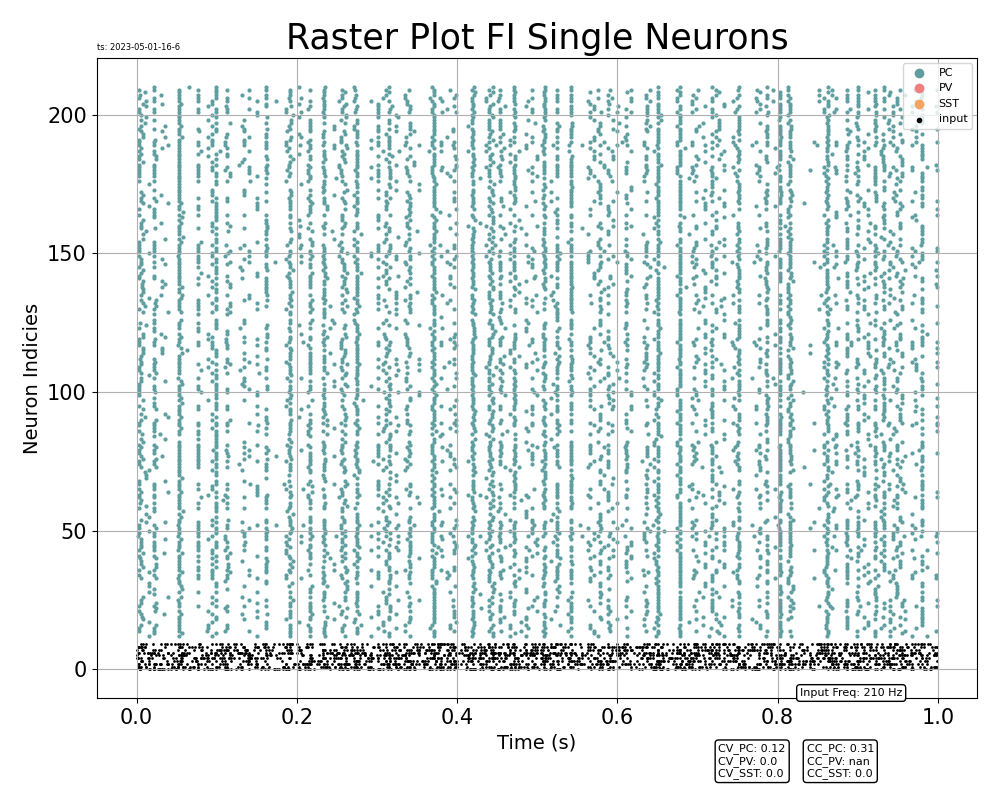 Raster Plot FI Single Neurons
ts: 2023-05-01-16-6
PC
PV
SST
input
200
150
100
50
0
Neuron Indicies
Input Freq: 210 Hz
0.0 0.2 0.4 0.6 0.8 1.0
Time (s)
CV_PC: 0.12
CV_PV: 0.0
CV_SST: 0.0
CC_PC: 0.31
CC_PV: nan
CC_SST: 0.0